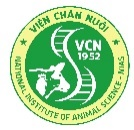 VIỆN CHĂN NUÔI
VCN
1952
NATIONAL INSTITUTE OF ANIMAL SCIENCE - NIAS